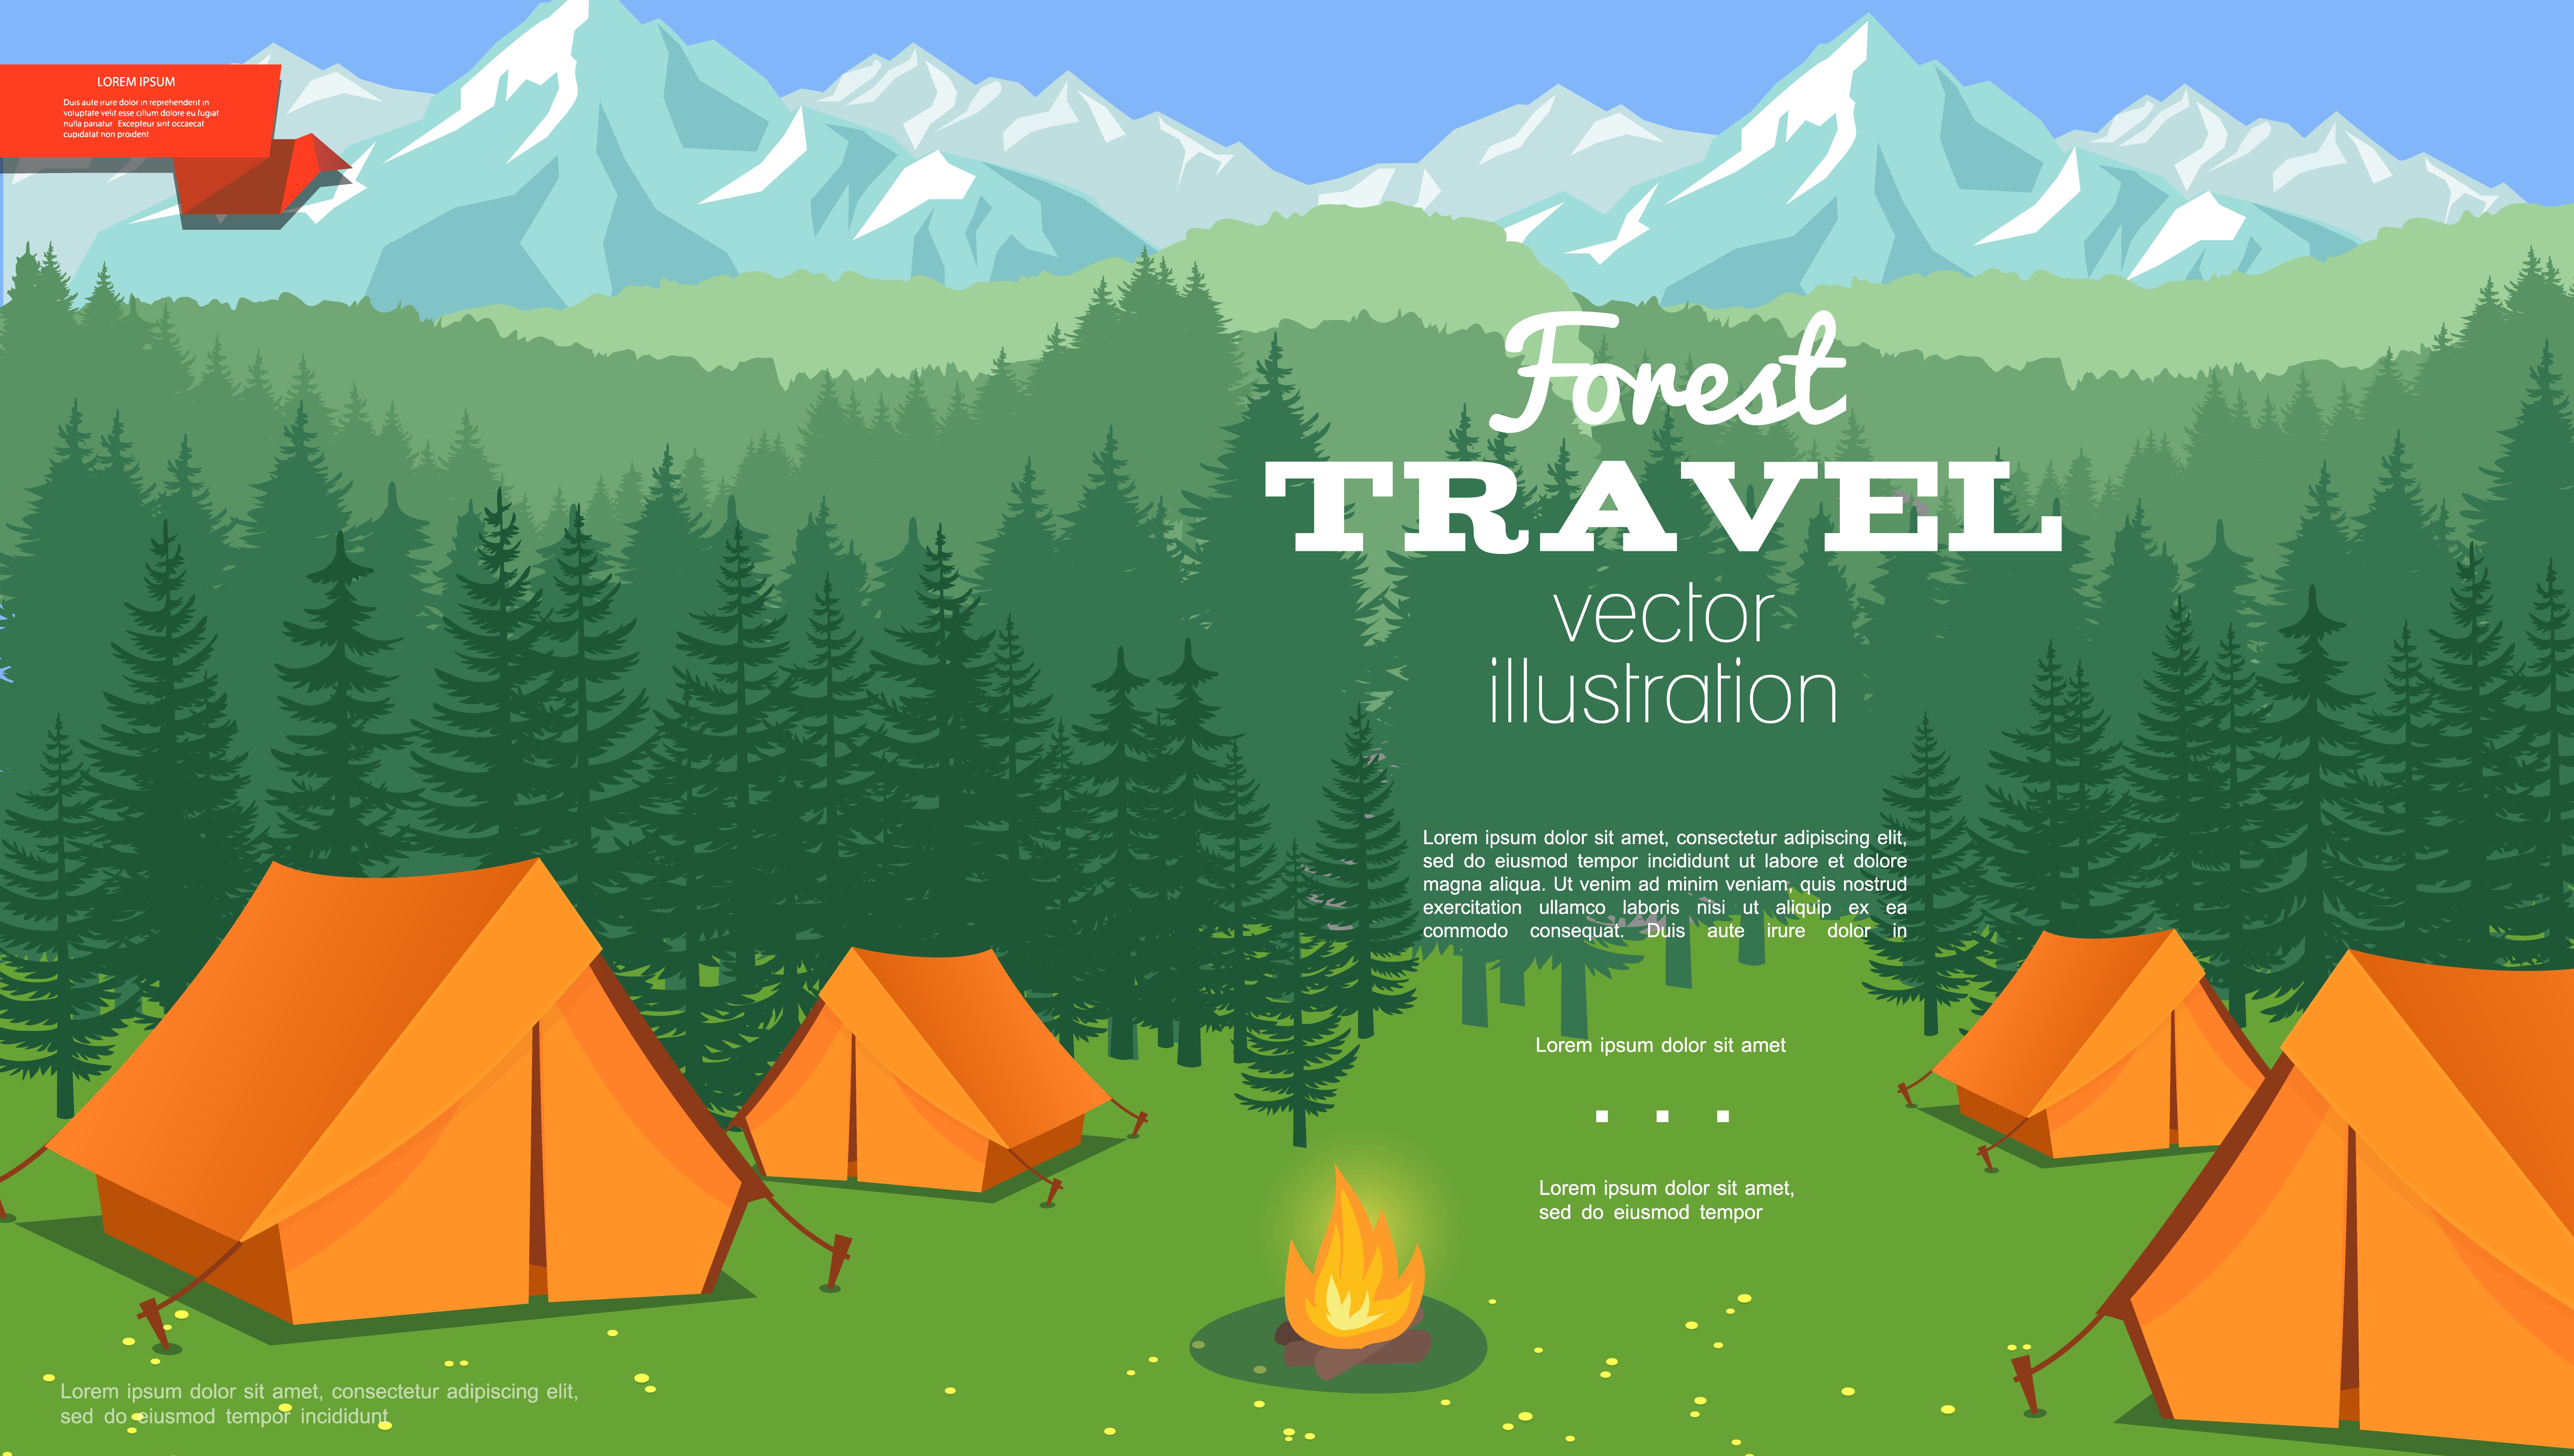 LOREM IPSUM
Duis aute irure dolor in reprehenderit in
voluptate velit esse cillum dolore eu fugiat
nulla pariatur Excepteur sint occaecat
cupidatat non proident
Forest
TRAVEL
vector
illustration
Lorem ipsum dolor sit amet, consectetur adipiscing elit,
sed do eiusmod tempor incididunt ut labore et dolore
magna aliqua. Ut venim ad minim veniam, quis nostrud
exercitation ullamco laboris nisi ut aliquip ex ea
commodo consequat. Duis aute irure dolor in
Lorem ipsum dolor sit amet
Lorem ipsum dolor sit amet,
sed do eiusmod tempor
Lorem ipsum dolor sit amet, consectetur adipiscing elit,
sed do eiusmod tempor incididunt